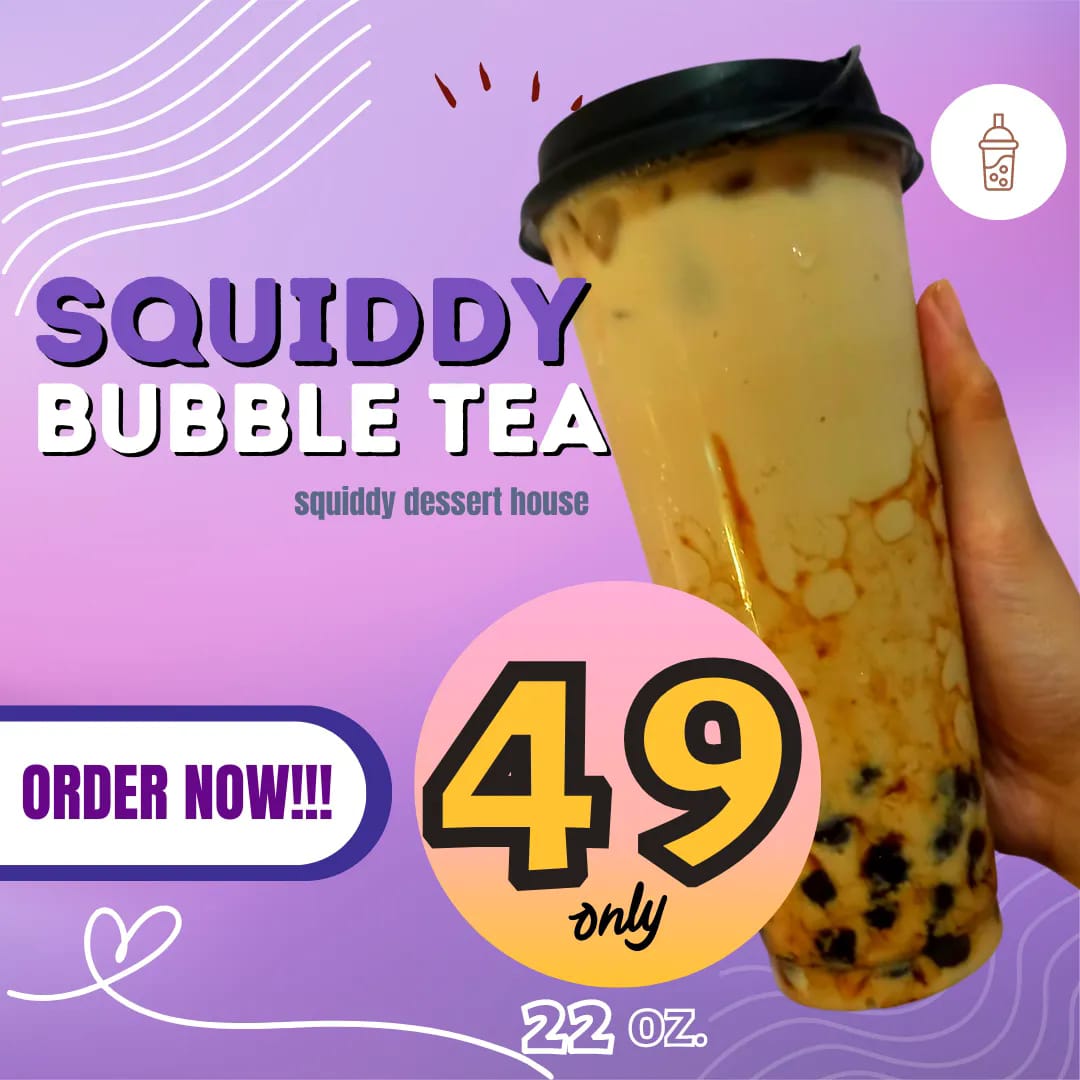 SQUIDDY
BUBBLE TEA
squiddy dessert house
ORDER NOW!!!
49
only
22 OZ.